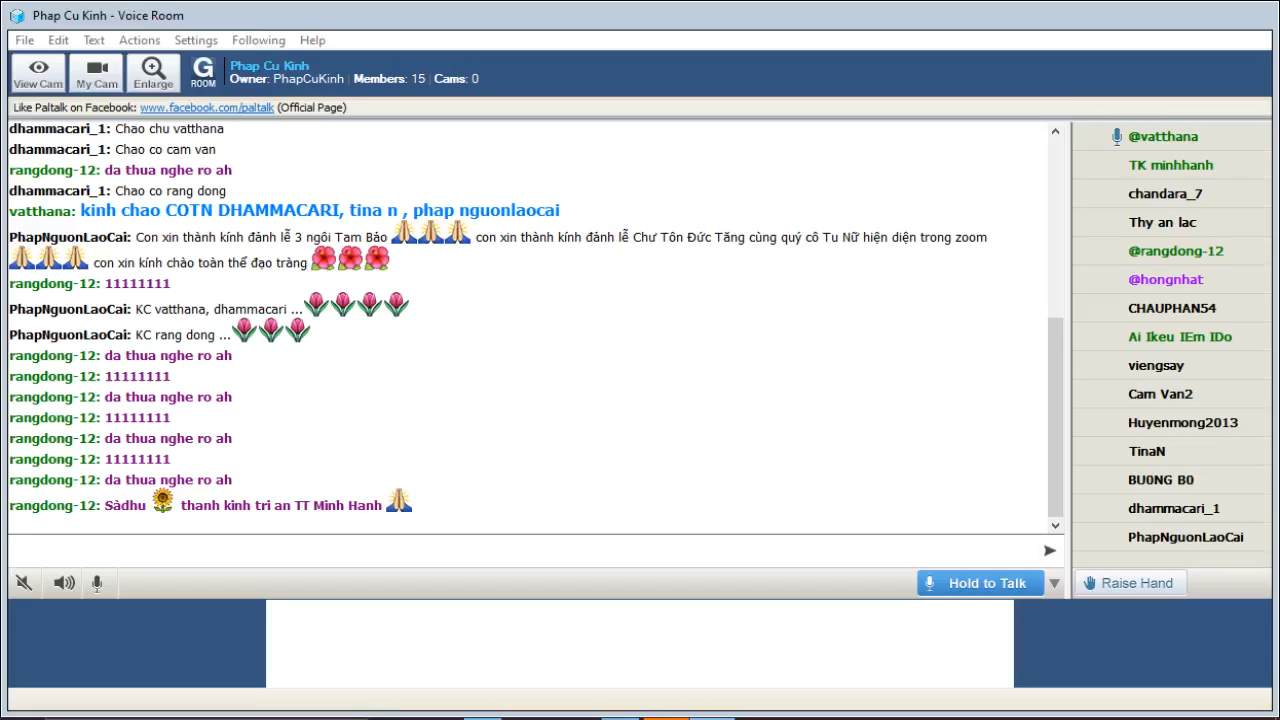 Phap Cu Kinh - Voice Room
File Edit Text Actions Settings Following Help
View Cam My Cam Enlarge G ROOM Phap Cu Kinh
Owner: PhapCuKinh | Members: 15 | Cams: 0
Like Paltalk on Facebook: www.facebook.com/paltalk (Official Page)
dhammacari_1: Chao chu vatthana
dhammacari_1: Chao co cam van
rangdong-12: da thua nghe ro ah
dhammacari_1: Chao co rang dong
vatthana: kinh chao COTN DHAMMACARI, tina n , phap nguonlaocai
PhapNguonLaoCai: Con xin thành kính đảnh lễ 3 ngôi Tam Bảo con xin thành kính đảnh lễ Chư Tôn Đức Tăng cùng quý cô Tu Nữ hiện diện trong zoom
con xin kính chào toàn thể đạo tràng
rangdong-12: 11111111
PhapNguonLaoCai: KC vatthana, dhammacari ...
PhapNguonLaoCai: KC rang dong ...
rangdong-12: da thua nghe ro ah
rangdong-12: 11111111
rangdong-12: da thua nghe ro ah
rangdong-12: 11111111
rangdong-12: da thua nghe ro ah
rangdong-12: 11111111
rangdong-12: da thua nghe ro ah
rangdong-12: Sàdhu thanh kinh tri an TT Minh Hanh
@vatthana
TK minhhanh
chandara_7
Thy an lac
@rangdong-12
@hongnhat
CHAUPHAN54
Ai Ikeu IEm IDo
viengsay
Cam Van2
Huyenmong2013
TinaN
BU0NG B0
dhammacari_1
PhapNguonLaoCai
Hold to Talk
Raise Hand